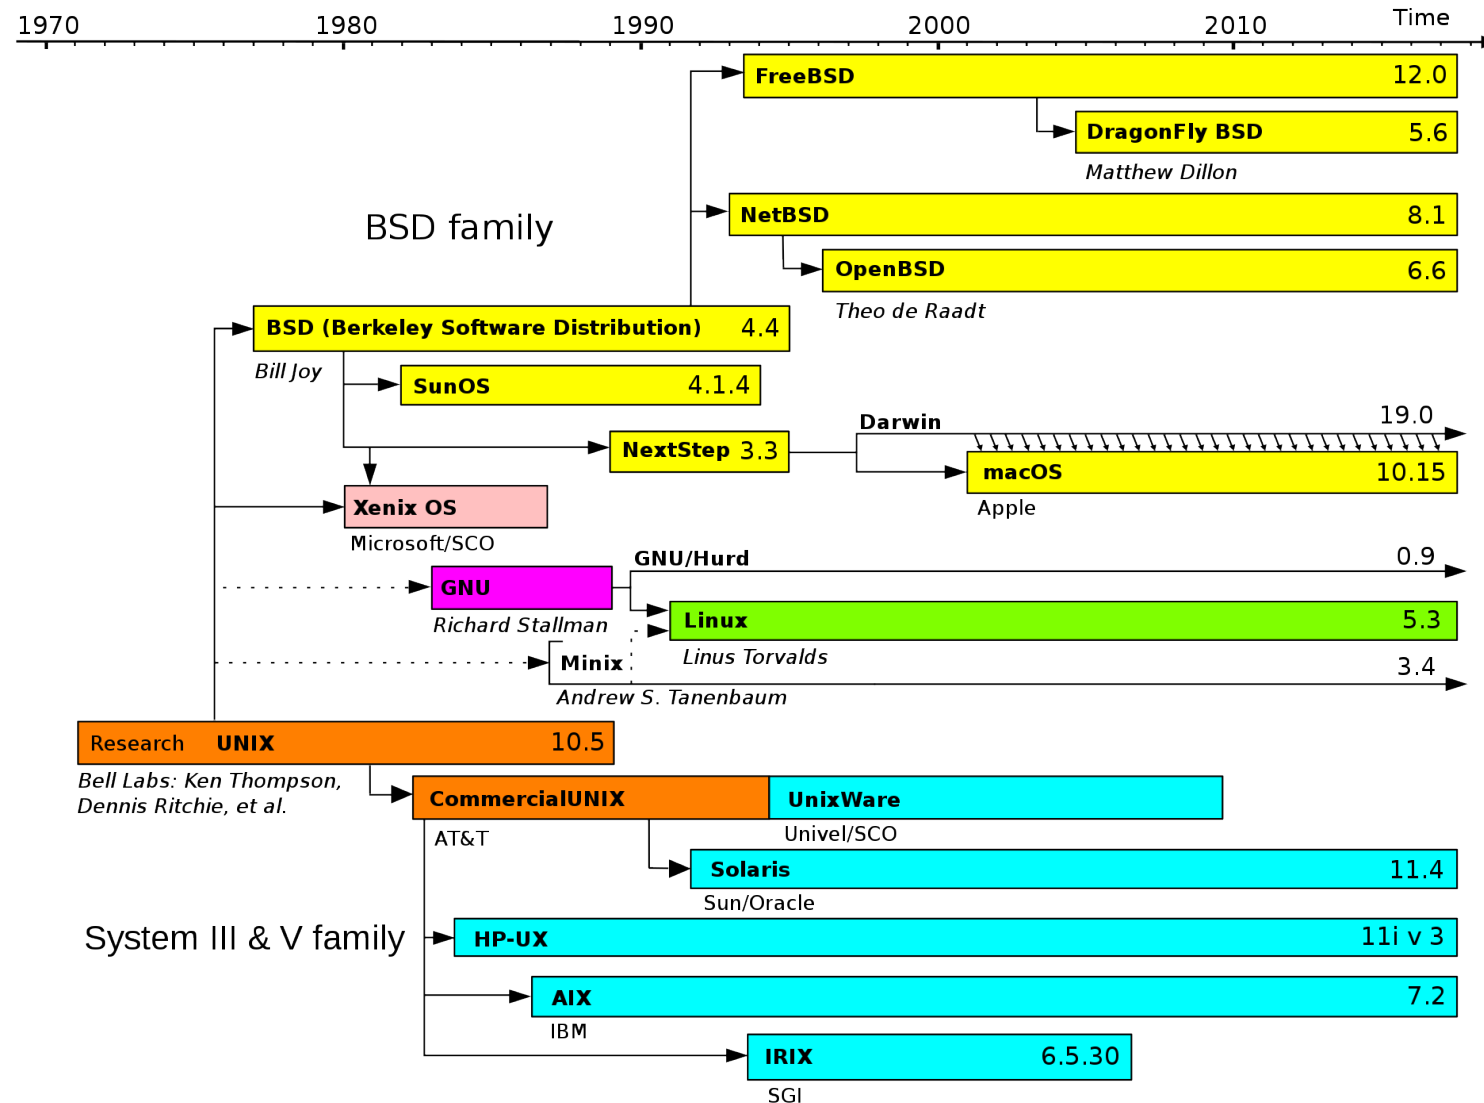 1970 1980 1990 2000 2010 Time
FreeBSD 12.0
DragonFly BSD 5.6
Matthew Dillon
BSD family
NetBSD 8.1
OpenBSD 6.6
Theo de Raadt
BSD (Berkeley Software Distribution) 4.4
Bill Joy
SunOS 4.1.4
Darwin 19.0
NextStep 3.3
macOS 10.15
Apple
Xenix OS
Microsoft/SCO
GNU/Hurd 0.9
GNU
Richard Stallman
Linux 5.3
Linus Torvalds
Minix 3.4
Andrew S. Tanenbaum
Research UNIX 10.5
Bell Labs: Ken Thompson,
Dennis Ritchie, et al.
CommercialUNIX UnixWare
AT&T
Univel/SCO
Solaris 11.4
Sun/Oracle
System III & V family
HP-UX 11i v 3
AIX 7.2
IBM
IRIX 6.5.30
SGI